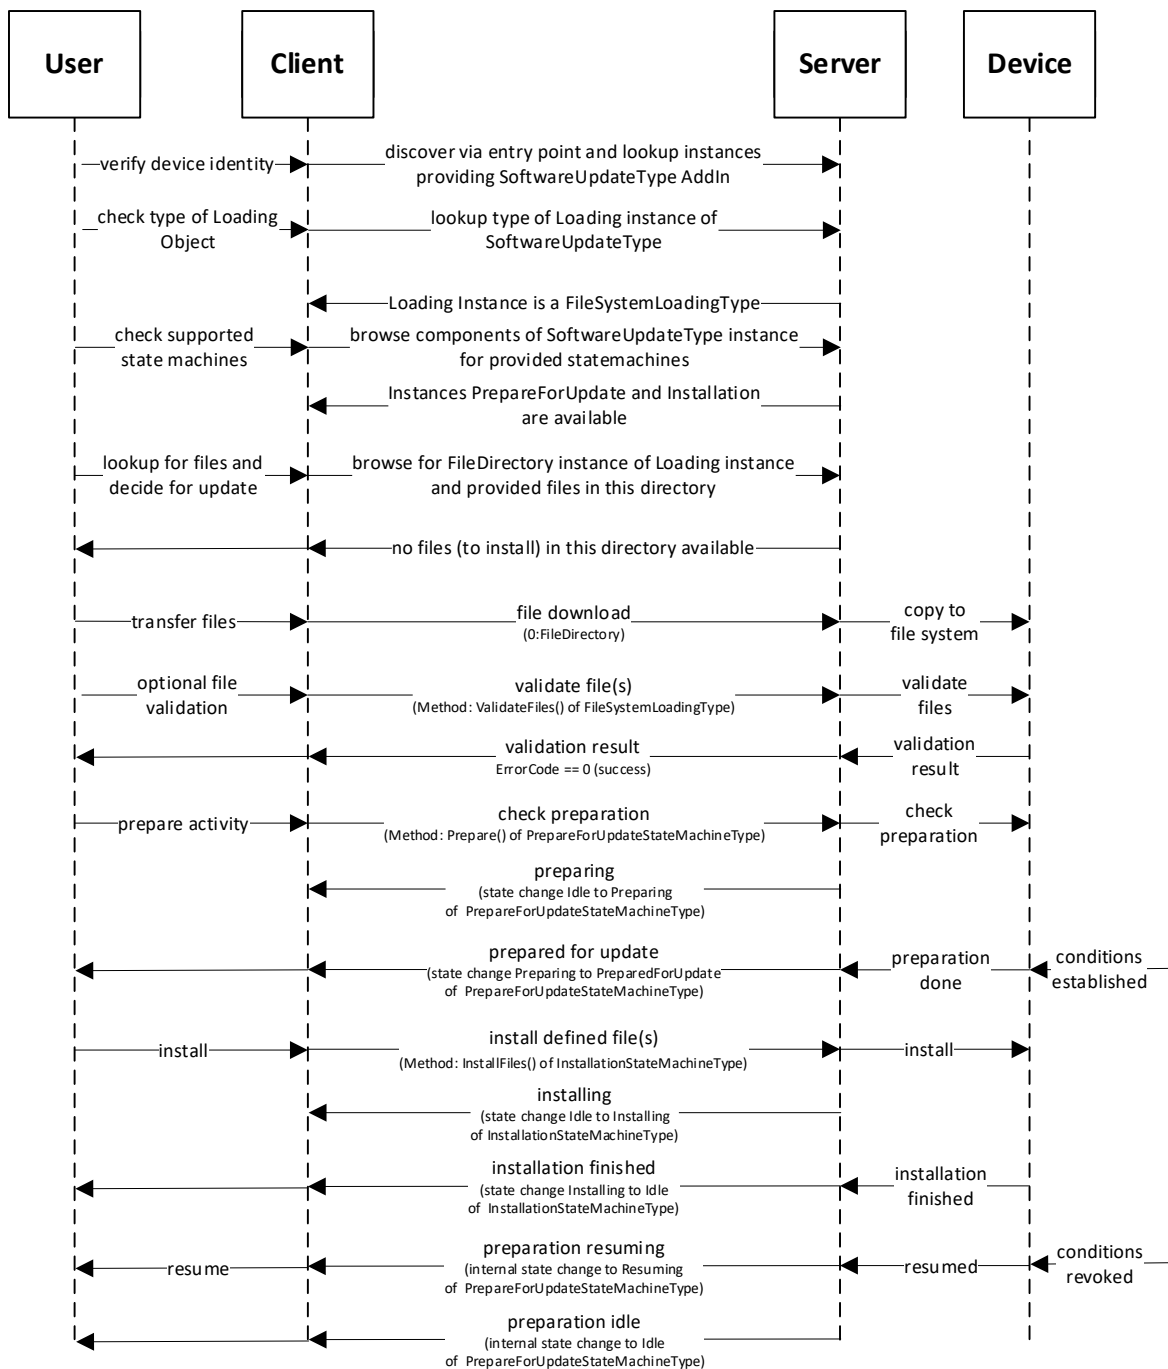 User
Client
Server
Device
verify device identity
discover via entry point and lookup instances
providing SoftwareUpdateType AddIn
check type of Loading
Object
lookup type of Loading instance of
SoftwareUpdateType
Loading Instance is a FileSystemLoadingType
check supported
state machines
browse components of SoftwareUpdateType instance
for provided statemachines
Instances PrepareForUpdate and Installation
are available
lookup for files and
decide for update
browse for FileDirectory instance of Loading instance
and provided files in this directory
no files (to install) in this directory available
transfer files
file download
(0:FileDirectory)
copy to
file system
optional file
validation
validate file(s)
(Method: ValidateFiles() of FileSystemLoadingType)
validate
files
validation result
ErrorCode == 0 (success)
validation
result
prepare activity
check preparation
(Method: Prepare() of PrepareForUpdateStateMachineType)
check
preparation
preparing
(state change Idle to Preparing
of PrepareForUpdateStateMachineType)
prepared for update
(state change Preparing to PreparedForUpdate
of PrepareForUpdateStateMachineType)
preparation
done
conditions
established
install
install defined file(s)
(Method: InstallFiles() of InstallationStateMachineType)
install
installing
(state change Idle to Installing
of InstallationStateMachineType)
installation finished
(state change Installing to Idle
of InstallationStateMachineType)
installation
finished
resume
preparation resuming
(internal state change to Resuming
of PrepareForUpdateStateMachineType)
resumed
conditions
revoked
preparation idle
(internal state change to Idle
of PrepareForUpdateStateMachineType)